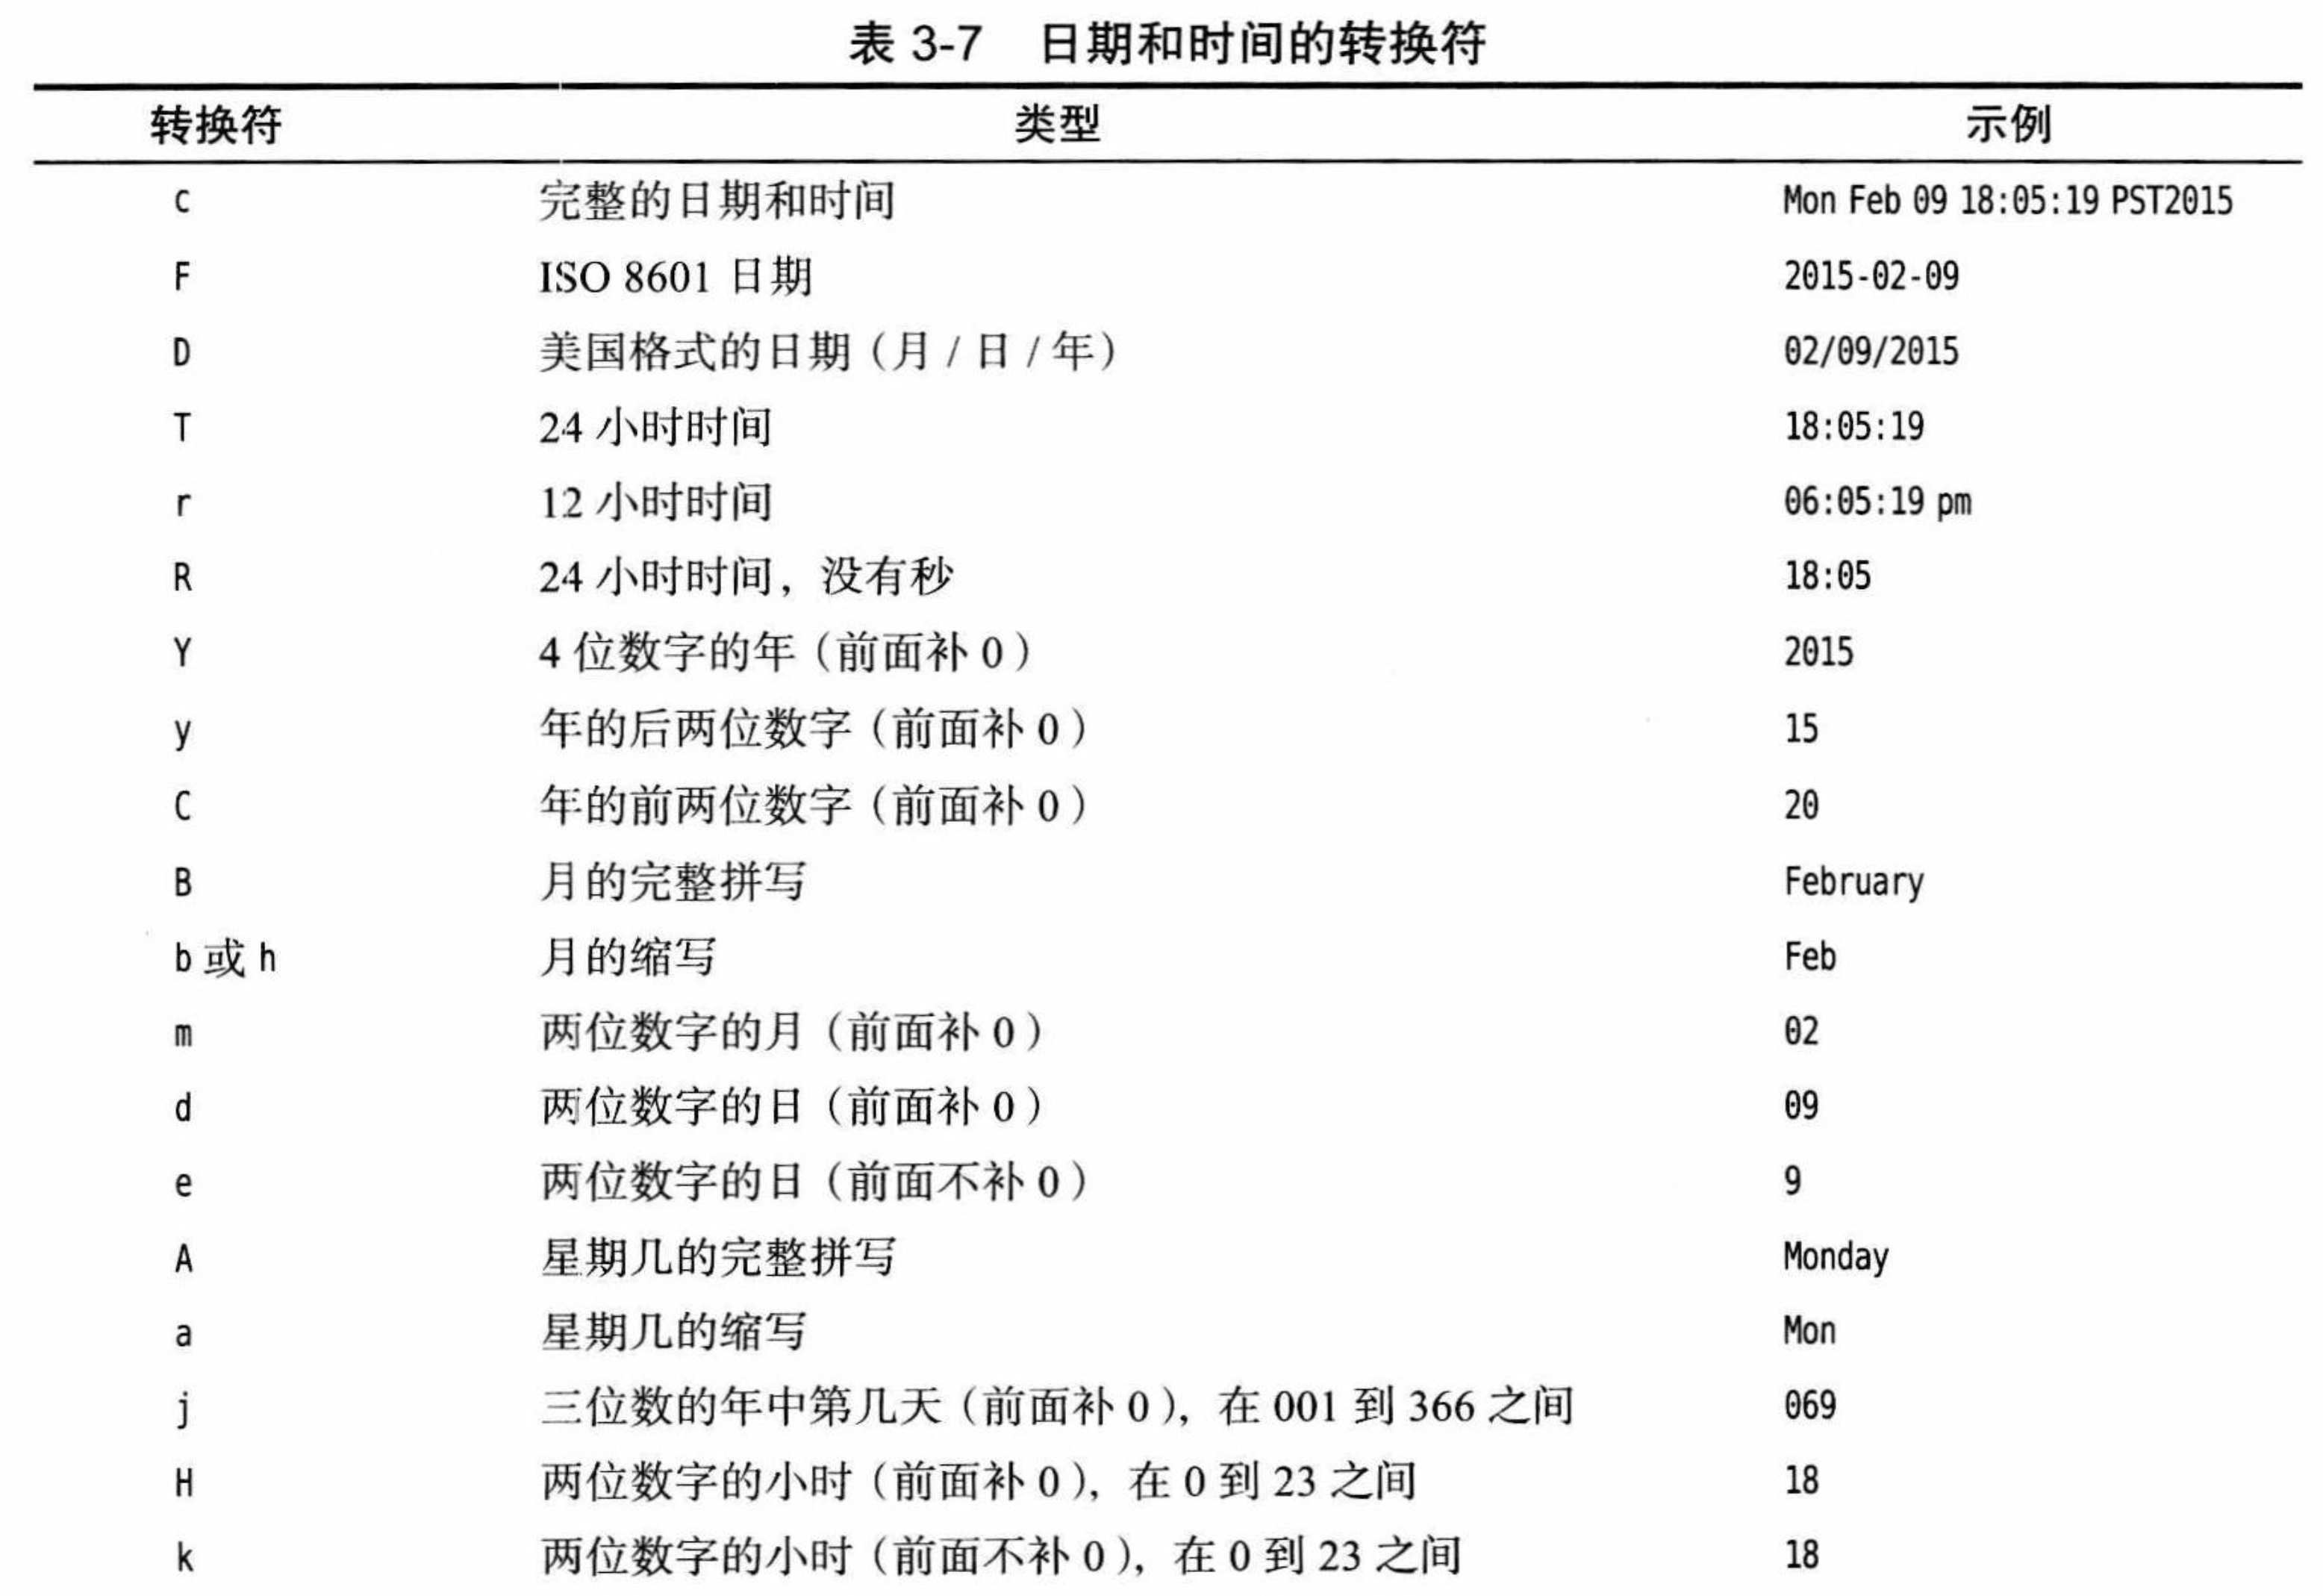 表 3-7 日期和时间的转换符
转换符 类型 示例
c 完整的日期和时间 Mon Feb 09 18:05:19 PST2015
F ISO 8601 日期 2015-02-09
D 美国格式的日期（月 / 日 / 年） 02/09/2015
T 24 小时时间 18:05:19
r 12 小时时间 06:05:19 pm
R 24 小时时间，没有秒 18:05
Y 4 位数字的年（前面补 0） 2015
y 年的后两位数字（前面补 0） 15
C 年的前两位数字（前面补 0） 20
B 月的完整拼写 February
b 或 h 月的缩写 Feb
m 两位数字的月（前面补 0） 02
d 两位数字的日（前面补 0） 09
e 两位数字的日（前面不补 0） 9
A 星期几的完整拼写 Monday
a 星期几的缩写 Mon
j 三位数的年中第几天（前面补 0），在 001 到 366 之间 069
H 两位数字的小时（前面补 0），在 0 到 23 之间 18
k 两位数字的小时（前面不补 0），在 0 到 23 之间 18